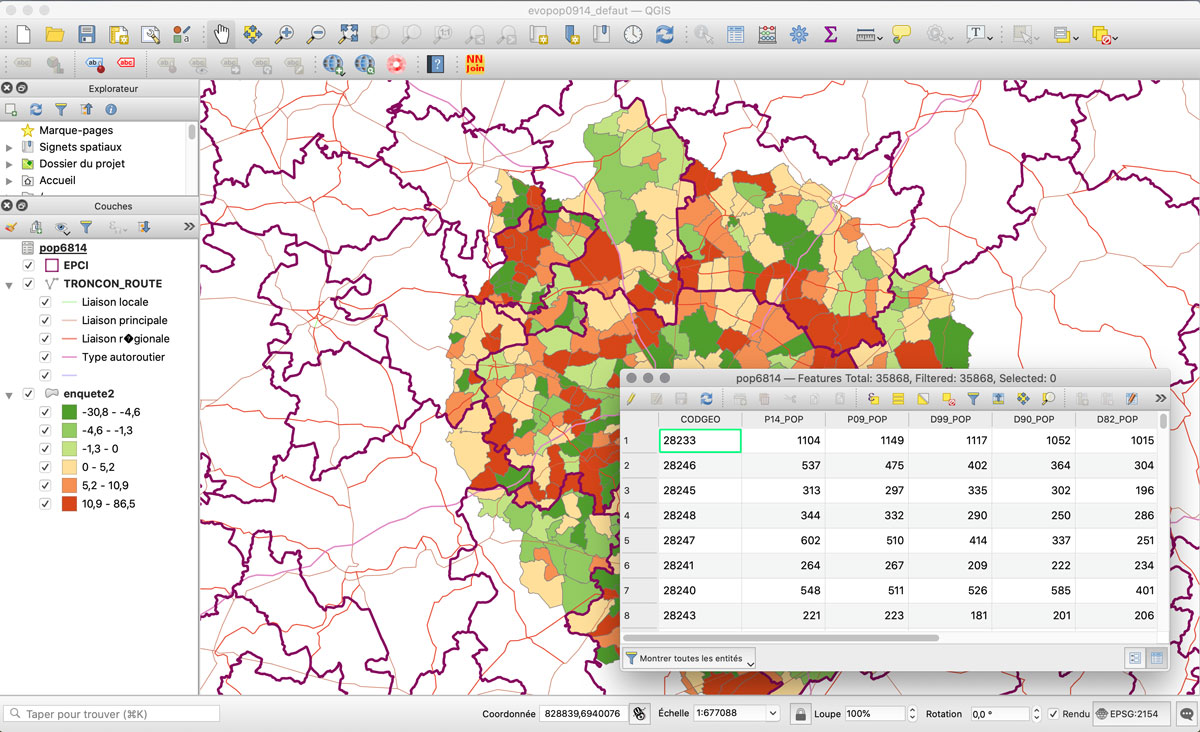 evopop0914_defaut — QGIS
abc
NN
join
Explorateur
Marque-pages
Signets spatiaux
Dossier du projet
Accueil
Couches
pop6814
EPCI
TRONCON_ROUTE
Liaison locale
Liaison principale
Liaison r�gionale
Type autoroutier
enquete2
-30,8 - -4,6
-4,6 - -1,3
-1,3 - 0
0 - 5,2
5,2 - 10,9
10,9 - 86,5
pop6814 — Features Total: 35868, Filtered: 35868, Selected: 0
CODGEO P14_POP P09_POP D99_POP D90_POP D82_POP
1 28233 1104 1149 1117 1052 1015
2 28246 537 475 402 364 304
3 28245 313 297 335 302 196
4 28248 344 332 290 250 286
5 28247 602 510 414 337 251
6 28241 264 267 209 222 234
7 28240 548 511 526 585 401
8 28243 221 223 181 201 206
Montrer toutes les entités
Taper pour trouver (⌘K) Coordonnée 828839,6940076 Échelle 1:677088 Loupe 100% Rotation 0,0 ° Rendu EPSG:2154